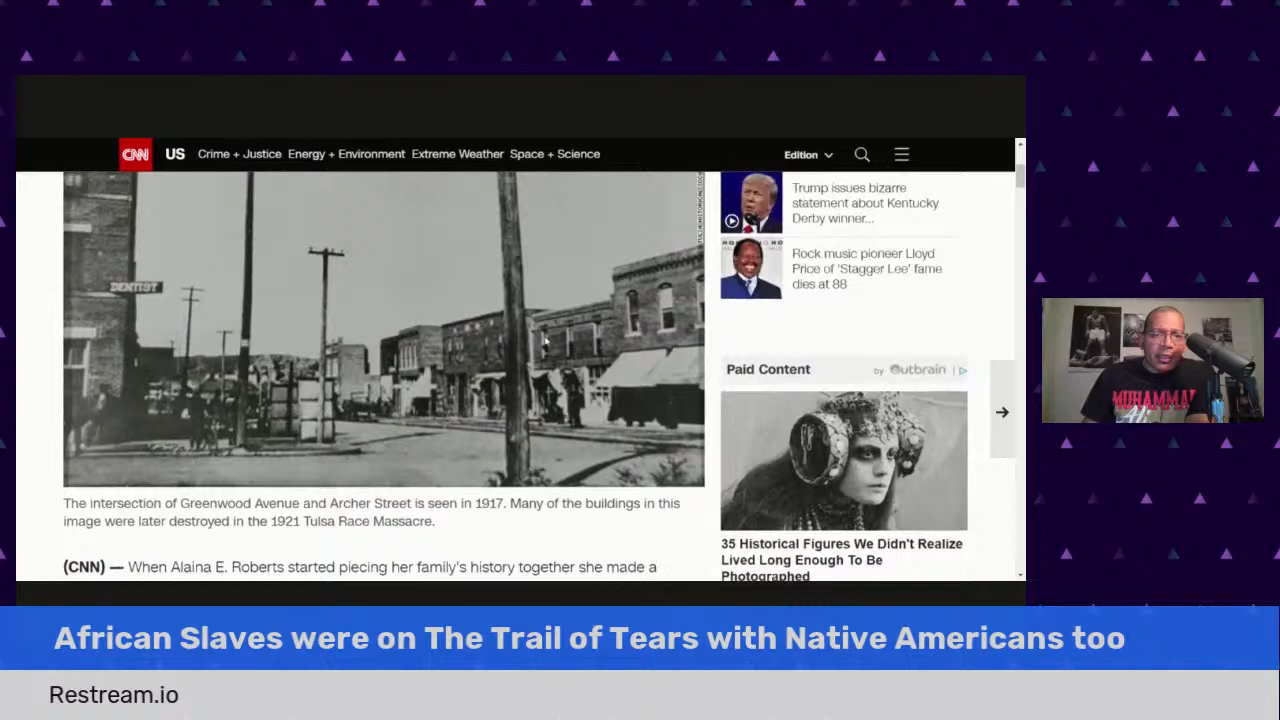 CNN US Crime + Justice Energy + Environment Extreme Weather Space + Science Edition
DENTIST
The intersection of Greenwood Avenue and Archer Street is seen in 1917. Many of the buildings in this
image were later destroyed in the 1921 Tulsa Race Massacre.
(CNN) — When Alaina E. Roberts started piecing her family's history together she made a
Trump issues bizarre
statement about Kentucky
Derby winner...
Rock music pioneer Lloyd
Price of 'Stagger Lee' fame
dies at 88
Paid Content by Outbrain
35 Historical Figures We Didn't Realize
Lived Long Enough To Be
Photographed
MUHAMMAD
Ali
African Slaves were on The Trail of Tears with Native Americans too
Restream.io